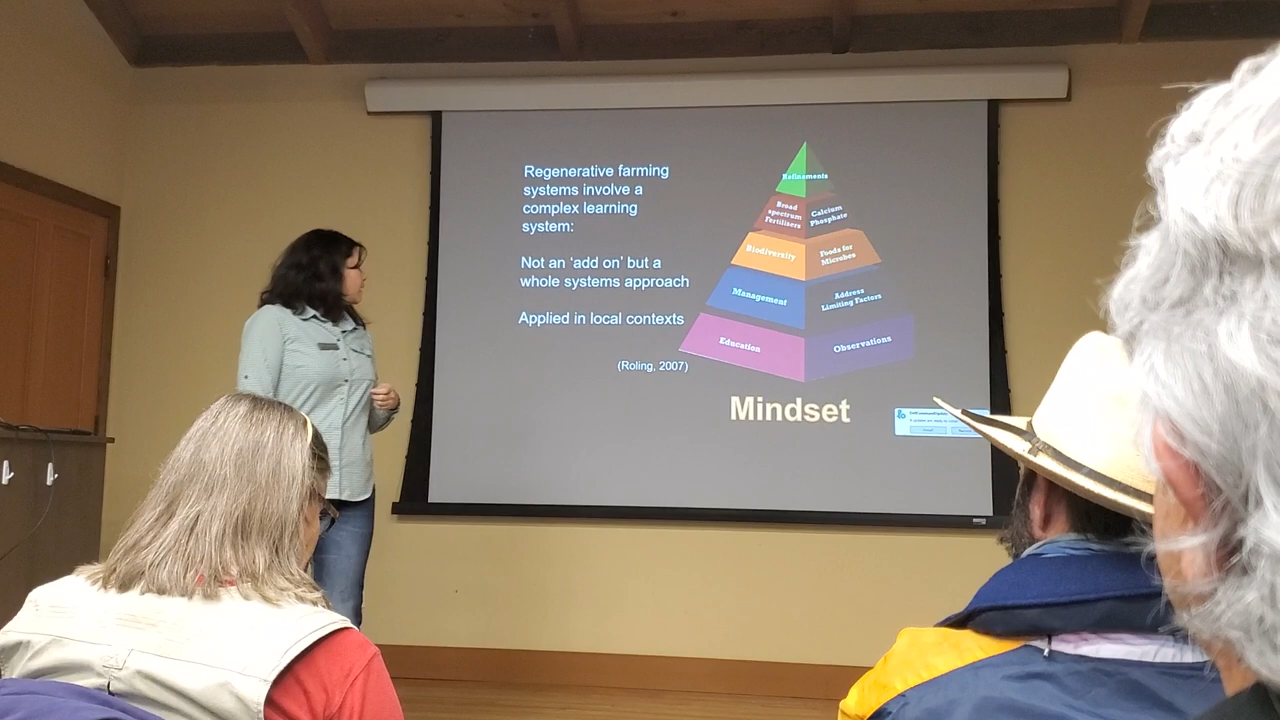 Regenerative farming
systems involve a
complex learning
system:
Not an ‘add on’ but a
whole systems approach
Applied in local contexts
(Roling, 2007)
Refinements
Broad
spectrum
Fertilisers
Calcium
Phosphate
Biodiversity
Foods for
Microbes
Management
Address
Limiting Factors
Education
Observations
Mindset